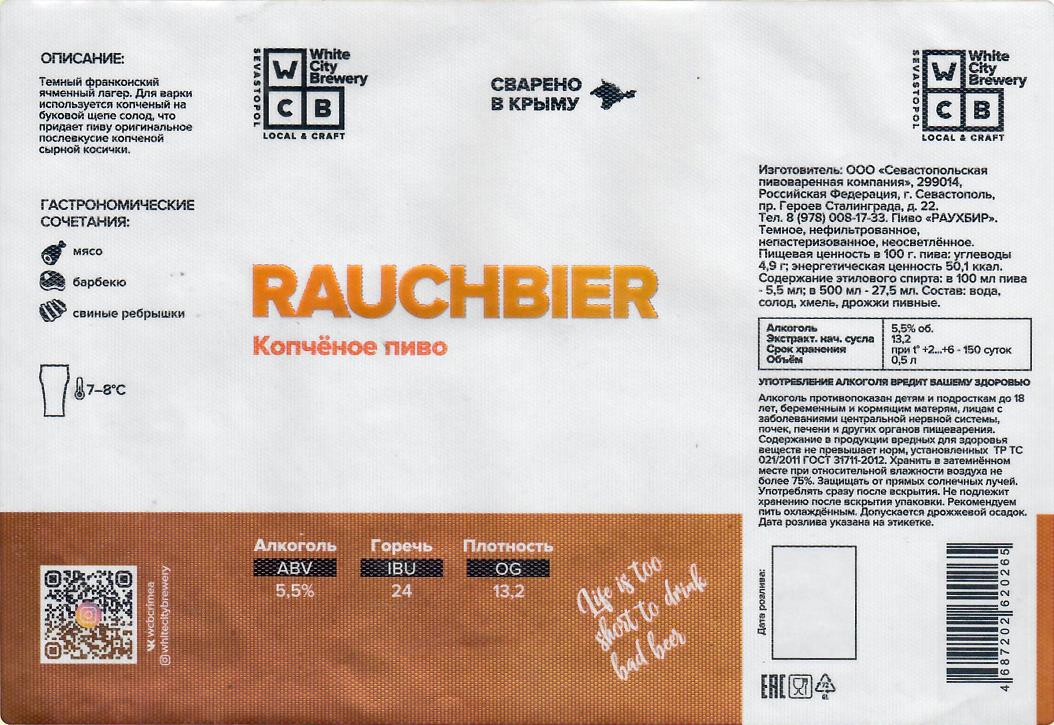 ОПИСАНИЕ:
Темный франконский
ячменный лагер. Для варки
используется копченый на
буковой щепе солод, что
придает пиву оригинальное
послевкусие копченой
сырной косички.
ГАСТРОНОМИЧЕСКИЕ
СОЧЕТАНИЯ:
мясо
барбекю
свиные ребрышки
7–8°C
SEVASTOPOL
W
C B
White
City
Brewery
LOCAL & CRAFT
СВАРЕНО
В КРЫМУ
RAUCHBIER
Копчёное пиво
Алкоголь
ABV
5,5%
Горечь
IBU
24
Плотность
OG
13,2
Life is too
short to drink
bad beer
wcbcrimea
@whitecitybrewery
SEVASTOPOL
W
C B
White
City
Brewery
LOCAL & CRAFT
Изготовитель: ООО «Севастопольская
пивоваренная компания», 299014,
Российская Федерация, г. Севастополь,
пр. Героев Сталинграда, д. 22.
Тел. 8 (978) 008-17-33. Пиво «РАУХБИР».
Темное, нефильтрованное,
непастеризованное, неосветлённое.
Пищевая ценность в 100 г. пива: углеводы
4,9 г; энергетическая ценность 50,1 ккал.
Содержание этилового спирта: в 100 мл пива
- 5,5 мл; в 500 мл - 27,5 мл. Состав: вода,
солод, хмель, дрожжи пивные.
Алкоголь 5,5% об.
Экстракт. нач. сусла 13,2
Срок хранения при t° +2...+6 - 150 суток
Объём 0,5 л
УПОТРЕБЛЕНИЕ АЛКОГОЛЯ ВРЕДИТ ВАШЕМУ ЗДОРОВЬЮ
Алкоголь противопоказан детям и подросткам до 18
лет, беременным и кормящим матерям, лицам с
заболеваниями центральной нервной системы,
почек, печени и других органов пищеварения.
Содержание в продукции вредных для здоровья
веществ не превышает норм, установленных ТР ТС
021/2011 ГОСТ 31711-2012. Хранить в затемнённом
месте при относительной влажности воздуха не
более 75%. Защищать от прямых солнечных лучей.
Употреблять сразу после вскрытия. Не подлежит
хранению после вскрытия упаковки. Рекомендуем
пить охлаждённым. Допускается дрожжевой осадок.
Дата розлива указана на этикетке.
Дата розлива:
EAC
GL
4 687202 620265